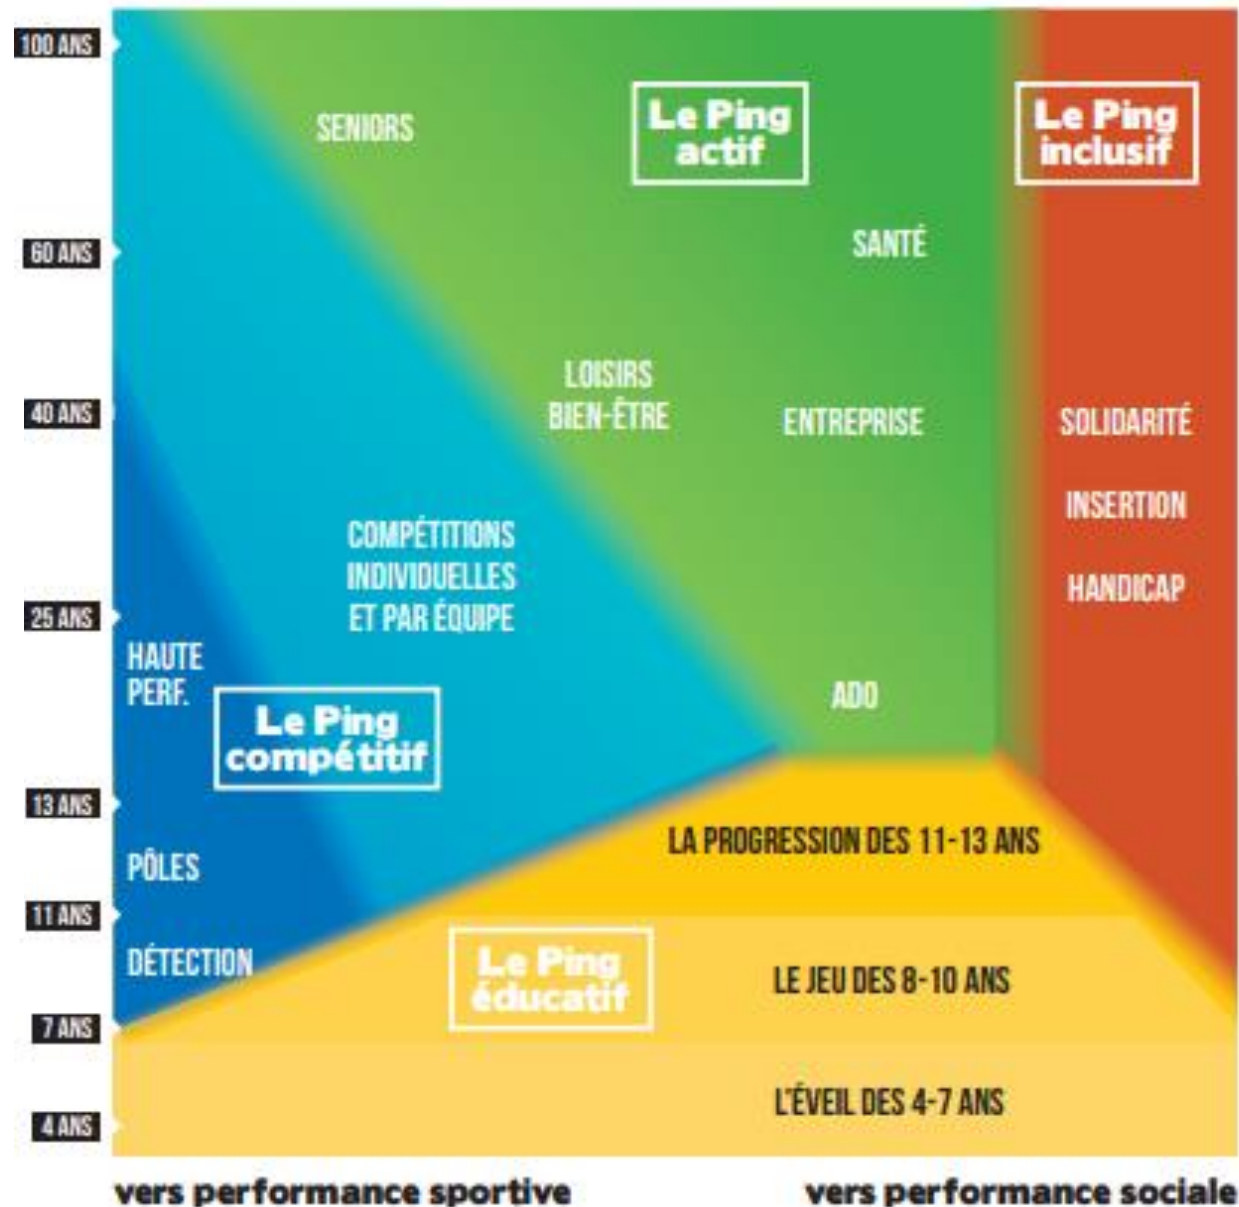 100 ANS
60 ANS
40 ANS
25 ANS
13 ANS
11 ANS
7 ANS
4 ANS
SENIORS
Le Ping
actif
Le Ping
inclusif
SANTÉ
LOISIRS
BIEN-ÊTRE
ENTREPRISE
SOLIDARITÉ
INSERTION
HANDICAP
COMPÉTITIONS
INDIVIDUELLES
ET PAR ÉQUIPE
HAUTE
PERF.
Le Ping
compétitif
ADO
PÔLES
DÉTECTION
LA PROGRESSION DES 11-13 ANS
Le Ping
éducatif
LE JEU DES 8-10 ANS
L'ÉVEIL DES 4-7 ANS
vers performance sportive
vers performance sociale